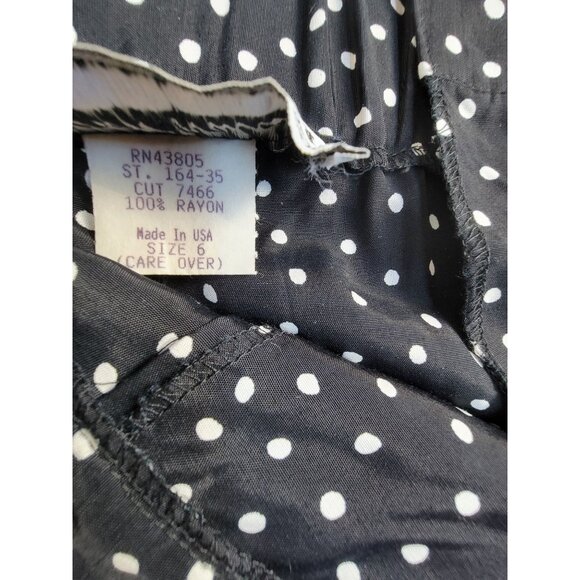 RN43805
ST. 164-35
CUT 7466
100% RAYON
Made In USA
SIZE 6
(CARE OVER)